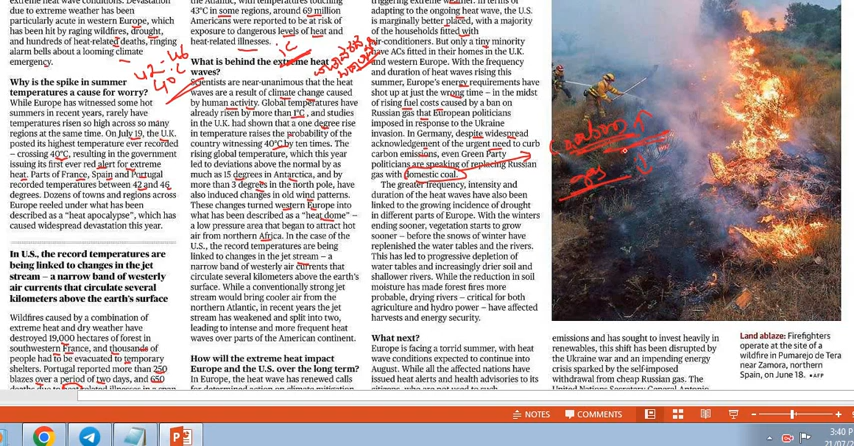 due to extreme weather has been
particularly acute in western Europe, which
has been hit by raging wildfires, drought,
and hundreds of heat-related deaths, ringing
alarm bells about a looming climate
emergency.
Why is the spike in summer
temperatures a cause for worry?
While Europe has witnessed some hot
summers in recent years, rarely have
temperatures risen so high across so many
regions at the same time. On July 19, the U.K.
posted its highest temperature ever recorded
– crossing 40°C, resulting in the government
issuing its first ever red alert for extreme
heat. Parts of France, Spain and Portugal
recorded temperatures between 42 and 46
degrees. Dozens of towns and regions across
Europe reeled under what has been
described as a “heat apocalypse”, which has
caused widespread devastation this year.
In U.S., the record temperatures are
being linked to changes in the jet
stream – a narrow band of westerly
air currents that circulate several
kilometers above the earth's surface
Wildfires caused by a combination of
extreme heat and dry weather have
destroyed 19,000 hectares of forest in
southwestern France, and thousands of
people had to be evacuated to temporary
shelters. Portugal reported more than 250
blazes over a period of two days, and 650
deaths due to heat-related illnesses in a span
the Atlantic, with temperatures crossing
43°C in some regions, around 69 million
Americans were reported to be at risk of
exposure to dangerous levels of heat and
heat-related illnesses.
What is behind the extreme heat
waves?
Scientists are near-unanimous that the heat
waves are a result of climate change caused
by human activity. Global temperatures have
already risen by more than 1°C, and studies
in the U.K. had shown that a one degree rise
in temperature raises the probability of the
country witnessing 40°C by ten times. The
rising global temperature, which this year
led to deviations above the normal by as
much as 15 degrees in Antarctica, and by
more than 3 degrees in the north pole, have
also induced changes in old wind patterns.
These changes turned western Europe into
what has been described as a “heat dome” –
a low pressure area that began to attract hot
air from northern Africa. In the case of the
U.S., the record temperatures are being
linked to changes in the jet stream – a
narrow band of westerly air currents that
circulate several kilometers above the earth's
surface. While a conventionally strong jet
stream would bring cooler air from the
northern Atlantic, in recent years the jet
stream has weakened and split into two,
leading to intense and more frequent heat
waves over parts of the American continent.
How will the extreme heat impact
Europe and the U.S. over the long term?
In Europe, the heat wave has renewed calls
for determined action on climate mitigation
triggering extreme weather. In terms of
adapting to the ongoing heat wave, the U.S.
is marginally better placed, with a majority
of the households fitted with
air-conditioners. But only a tiny minority
have ACs fitted in their homes in the U.K.
and western Europe. With the frequency
and duration of heat waves rising this
summer, Europe's energy requirements have
shot up at just the wrong time – in the midst
of rising fuel costs caused by a ban on
Russian gas that European politicians
imposed in response to the Ukraine
invasion. In Germany, despite widespread
acknowledgement of the urgent need to curb
carbon emissions, even Green Party
politicians are speaking of replacing Russian
gas with domestic coal.
The greater frequency, intensity and
duration of the heat waves have also been
linked to the growing incidence of drought
in different parts of Europe. With the winters
ending sooner, vegetation starts to grow
sooner – before the snows of winter have
replenished the water tables and the rivers.
This has led to progressive depletion of
water tables and increasingly drier soil and
shallower rivers. While the reduction in soil
moisture has made forest fires more
probable, drying rivers – critical for both
agriculture and hydro power – have affected
harvests and energy security.
What next?
Europe is facing a torrid summer, with heat
wave conditions expected to continue into
August. While all the affected nations have
issued heat alerts and health advisories to its
emissions and has sought to invest heavily in
renewables, this shift has been disrupted by
the Ukraine war and an impending energy
crisis sparked by the self-imposed
withdrawal from cheap Russian gas. The
United Nations Secretary General Antonio
Land ablaze: Firefighters
operate at the site of a
wildfire in Pumarejo de Tera
near Zamora, northern
Spain, on June 18. •AFP
42-46
40°C
1°C
Carbon
gas
NOTES
COMMENTS
3:40 P
21/07/2